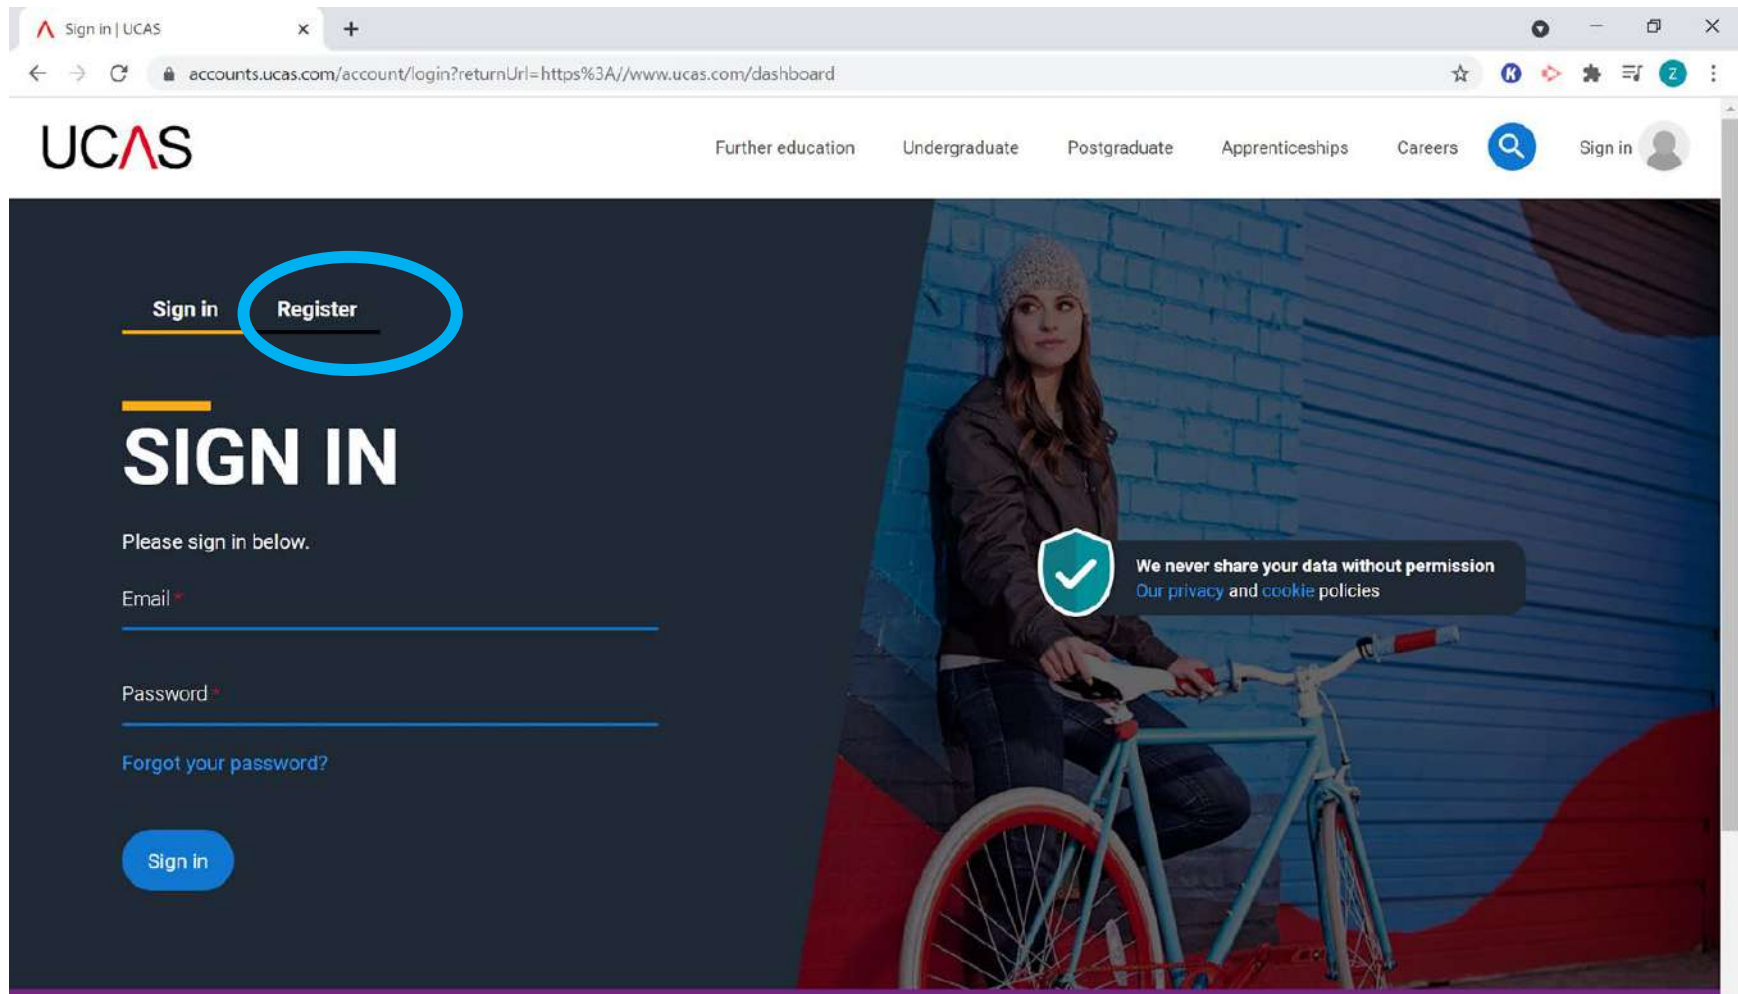 Sign in | UCAS
accounts.ucas.com/account/login?returnUrl=https%3A//www.ucas.com/dashboard
K
Z
UCAS
Further education Undergraduate Postgraduate Apprenticeships Careers Sign in
Sign in Register
SIGN IN
Please sign in below.
Email *
Password *
Forgot your password?
Sign in
We never share your data without permission
Our privacy and cookie policies